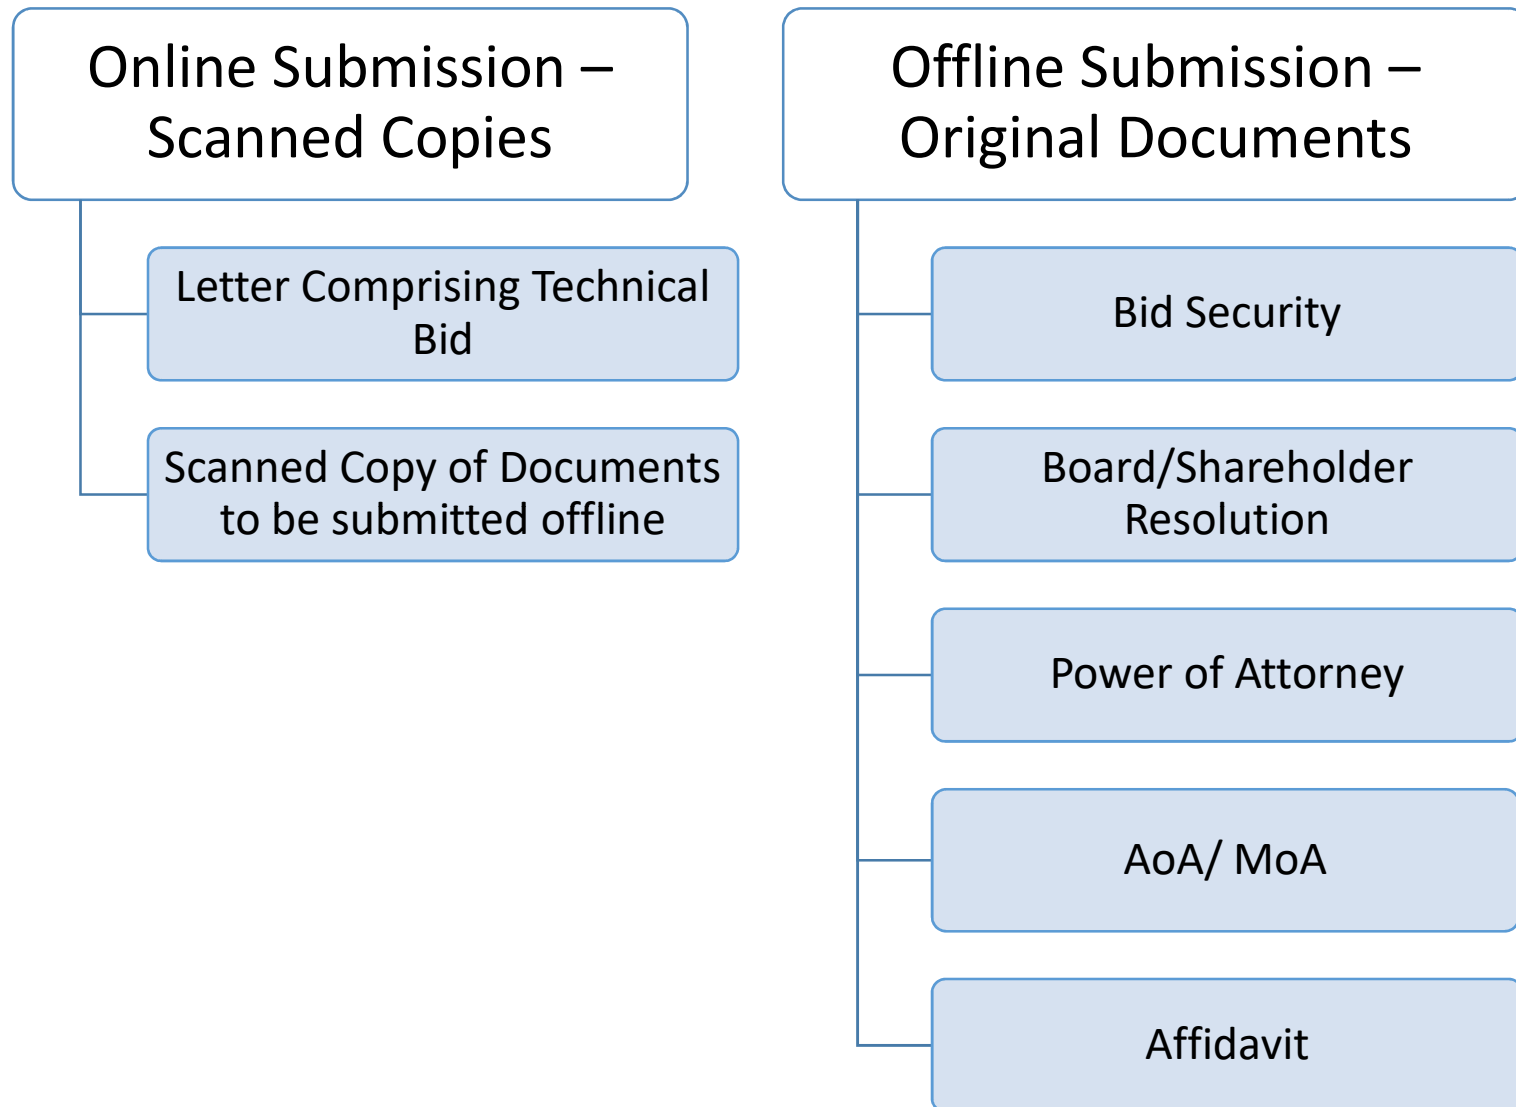 Online Submission –
Scanned Copies
Letter Comprising Technical
Bid
Scanned Copy of Documents
to be submitted offline
Offline Submission –
Original Documents
Bid Security
Board/Shareholder
Resolution
Power of Attorney
AoA/ MoA
Affidavit